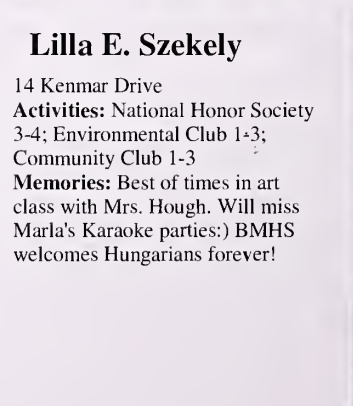 Lilla E. Szekely
14 Kenmar Drive
Activities: National Honor Society
3-4; Environmental Club 1-3;
Community Club 1-3
Memories: Best of times in art
class with Mrs. Hough. Will miss
Marla's Karaoke parties:) BMHS
welcomes Hungarians forever!